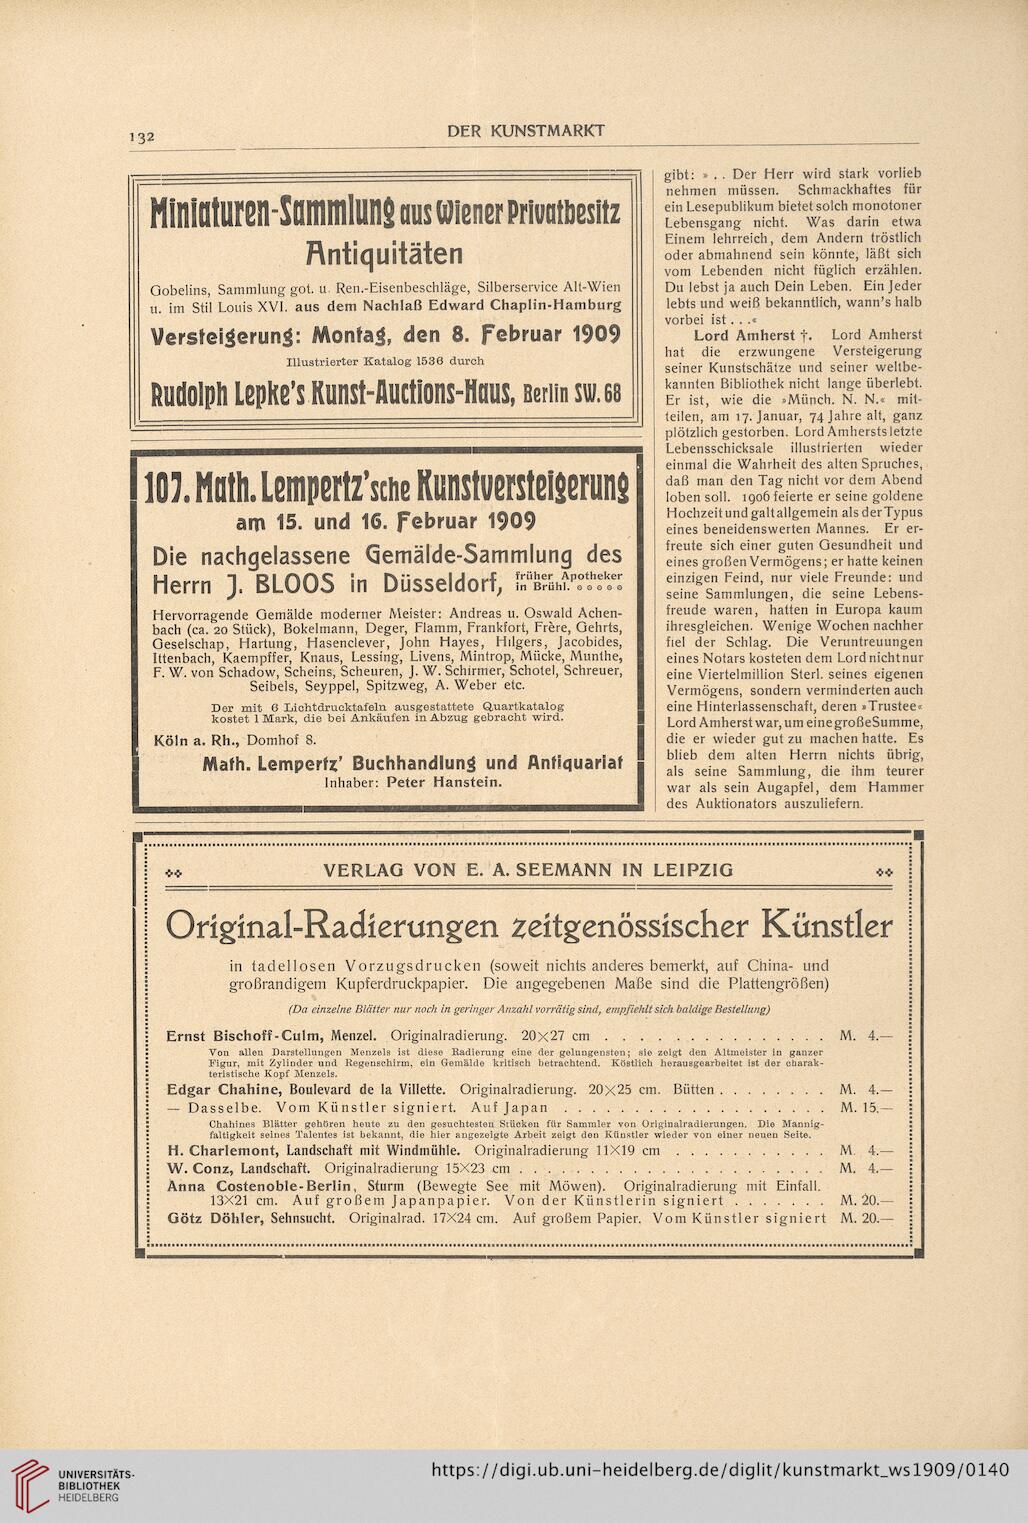 132
DER KUNSTMARKT
Miniaturen-Sammlung aus Wiener Privatbesitz
Antiquitäten
Gobelins, Sammlung got. u. Ren.-Eisenbeschläge, Silberservice Alt-Wien
u. im Stil Louis XVI. aus dem Nachlaß Edward Chaplin-Hamburg
Versteigerung: Montag, den 8. Februar 1909
Illustrierter Katalog 1536 durch
Rudolph Lepke's Kunst-Auctions-Haus, Berlin SW. 68
107. Math. Lempertz'sche Kunstversteigerung
am 15. und 16. Februar 1909
Die nachgelassene Gemälde-Sammlung des
Herrn J. BLOOS in Düsseldorf, früher Apotheker
in Brühl.
Hervorragende Gemälde moderner Meister: Andreas u. Oswald Achen-
bach (ca. 20 Stück), Bokelmann, Deger, Flamm, Frankfort, Frère, Gehrts,
Geselschap, Hartung, Hasenclever, John Hayes, Hilgers, Jacobides,
Ittenbach, Kaempffer, Knaus, Lessing, Livens, Mintrop, Mücke, Munthe,
F. W. von Schadow, Scheins, Scheuren, J. W. Schirmer, Schotel, Schreuer,
Seibels, Seyppel, Spitzweg, A. Weber etc.
Der mit 6 Lichtdrucktafeln ausgestattete Quartkatalog
kostet 1 Mark, die bei Ankäufen in Abzug gebracht wird.
Köln a. Rh., Domhof 8.
Math. Lempertz' Buchhandlung und Antiquariat
Inhaber: Peter Hanstein.
gibt: » . . Der Herr wird stark vorlieb
nehmen müssen. Schmackhaftes für
ein Lesepublikum bietet solch monotoner
Lebensgang nicht. Was darin etwa
Einem lehrreich, dem Andern tröstlich
oder abmahnend sein könnte, läßt sich
vom Lebenden nicht füglich erzählen.
Du lebst ja auch Dein Leben. Ein Jeder
lebts und weiß bekanntlich, wann's halb
vorbei ist . . .«
Lord Amherst †. Lord Amherst
hat die erzwungene Versteigerung
seiner Kunstschätze und seiner weltbe-
kannten Bibliothek nicht lange überlebt.
Er ist, wie die »Münch. N. N.« mit-
teilen, am 17. Januar, 74 Jahre alt, ganz
plötzlich gestorben. Lord Amhersts letzte
Lebensschicksale illustrierten wieder
einmal die Wahrheit des alten Spruches,
daß man den Tag nicht vor dem Abend
loben soll. 1906 feierte er seine goldene
Hochzeit und galt allgemein als der Typus
eines beneidenswerten Mannes. Er er-
freute sich einer guten Gesundheit und
eines großen Vermögens; er hatte keinen
einzigen Feind, nur viele Freunde: und
seine Sammlungen, die seine Lebens-
freude waren, hatten in Europa kaum
ihresgleichen. Wenige Wochen nachher
fiel der Schlag. Die Veruntreuungen
eines Notars kosteten dem Lord nicht nur
eine Viertelmillion Sterl. seines eigenen
Vermögens, sondern verminderten auch
eine Hinterlassenschaft, deren »Trustee«
Lord Amherst war, um eine große Summe,
die er wieder gut zu machen hatte. Es
blieb dem alten Herrn nichts übrig,
als seine Sammlung, die ihm teurer
war als sein Augapfel, dem Hammer
des Auktionators auszuliefern.
VERLAG VON E. A. SEEMANN IN LEIPZIG
Original-Radierungen zeitgenössischer Künstler
in tadellosen Vorzugsdrucken (soweit nichts anderes bemerkt, auf China- und
großrandigem Kupferdruckpapier. Die angegebenen Maße sind die Plattengrößen)
(Da einzelne Blätter nur noch in geringer Anzahl vorrätig sind, empfiehlt sich baldige Bestellung)
Ernst Bischoff-Culm, Menzel. Originalradierung. 20×27 cm . . . . . . . . . . . . . . . . M. 4.—
Von allen Darstellungen Menzels ist diese Radierung eine der gelungensten; sie zeigt den Altmeister in ganzer
Figur, mit Zylinder und Regenschirm, ein Gemälde kritisch betrachtend. Köstlich herausgearbeitet ist der charak-
teristische Kopf Menzels.
Edgar Chahine, Boulevard de la Villette. Originalradierung. 20×25 cm. Bütten . . . . . . . . M. 4.—
— Dasselbe. Vom Künstler signiert. Auf Japan . . . . . . . . . . . . . . . . . . . M. 15.—
Chahines Blätter gehören heute zu den gesuchtesten Stücken für Sammler von Originalradierungen. Die Mannig-
faltigkeit seines Talentes ist bekannt, die hier angezeigte Arbeit zeigt den Künstler wieder von einer neuen Seite.
H. Charlemont, Landschaft mit Windmühle. Originalradierung 11×19 cm . . . . . . . . . . . M. 4.—
W. Conz, Landschaft. Originalradierung 15×23 cm . . . . . . . . . . . . . . . . . . . . . . M. 4.—
Anna Costenoble-Berlin, Sturm (Bewegte See mit Möwen). Originalradierung mit Einfall.
13×21 cm. Auf großem Japanpapier. Von der Künstlerin signiert . . . . . . . M. 20.—
Götz Döhler, Sehnsucht. Originalrad. 17×24 cm. Auf großem Papier. Vom Künstler signiert M. 20.—
UNIVERSITÄTS-
BIBLIOTHEK
HEIDELBERG
https://digi.ub.uni-heidelberg.de/diglit/kunstmarkt_ws1909/0140